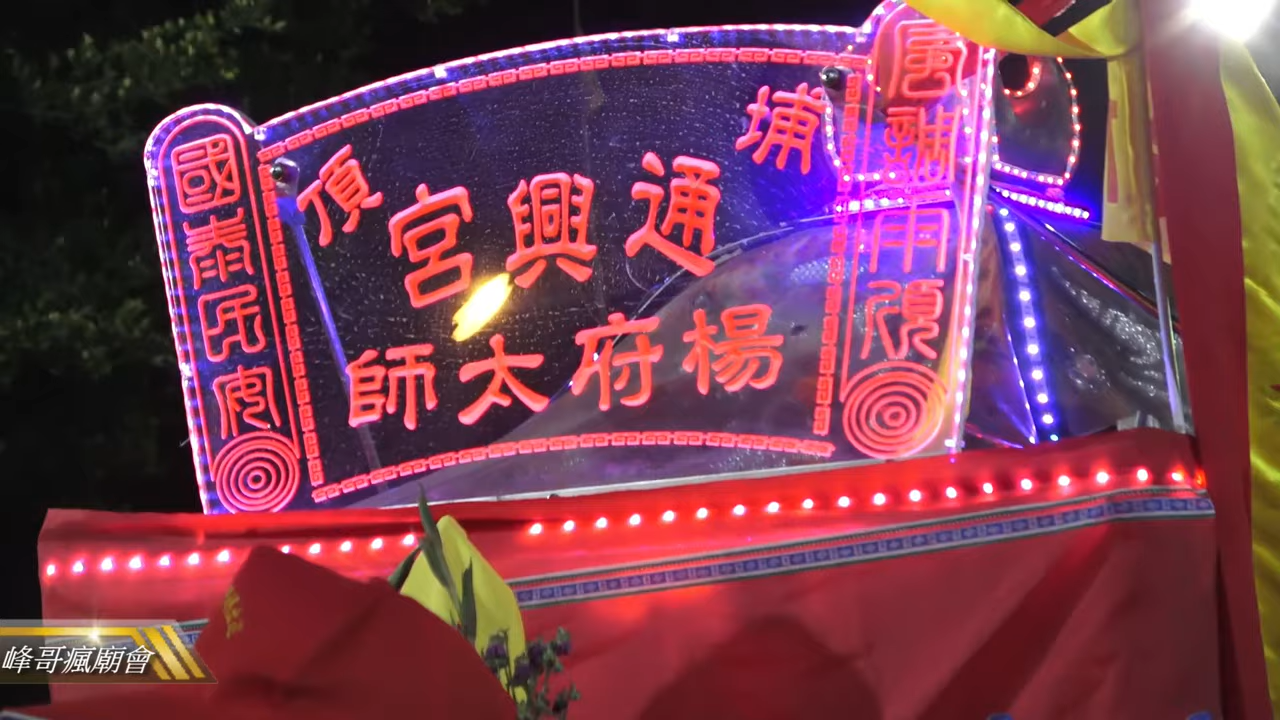 風調雨順
埔頂
通興宮
楊府太師
國泰民安
峰哥瘋廟會